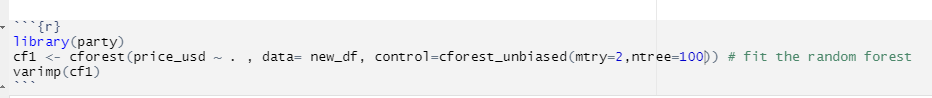 ```{r}
library(party)
cf1 <- cforest(price_usd ~ . , data= new_df, control=cforest_unbiased(mtry=2,ntree=100)) # fit the random forest
varimp(cf1)
```